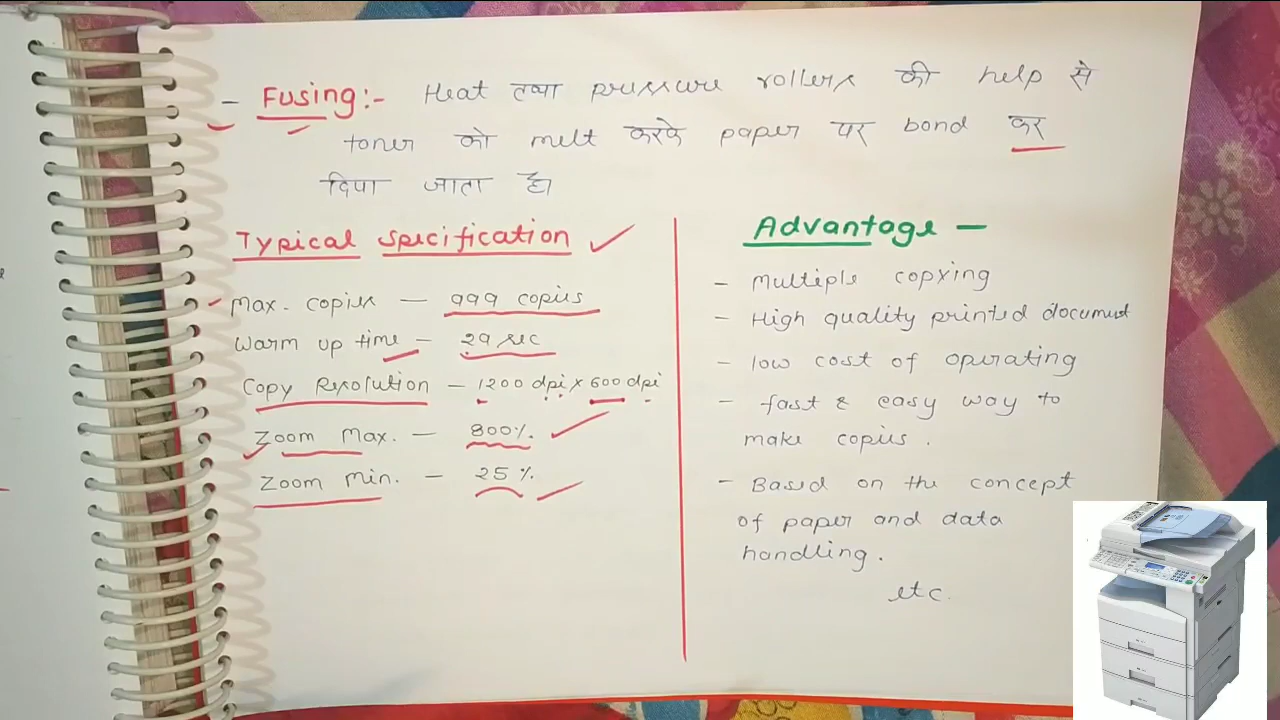 - Fusing:- Heat तथा pressure rollers की help से
toner को melt करके paper पर bond कर
दिया जाता है।
Typical specification
Max. copies — 999 copies
Warm up time — 29 sec
Copy Resolution — 1200 dpi x 600 dpi
Zoom Max. — 800%.
Zoom Min. — 25%.
Advantage —
- Multiple copying
- High quality printed document
- low cost of operating
- fast & easy way to
make copies.
- Based on the concept
of paper and data
handling.
etc.